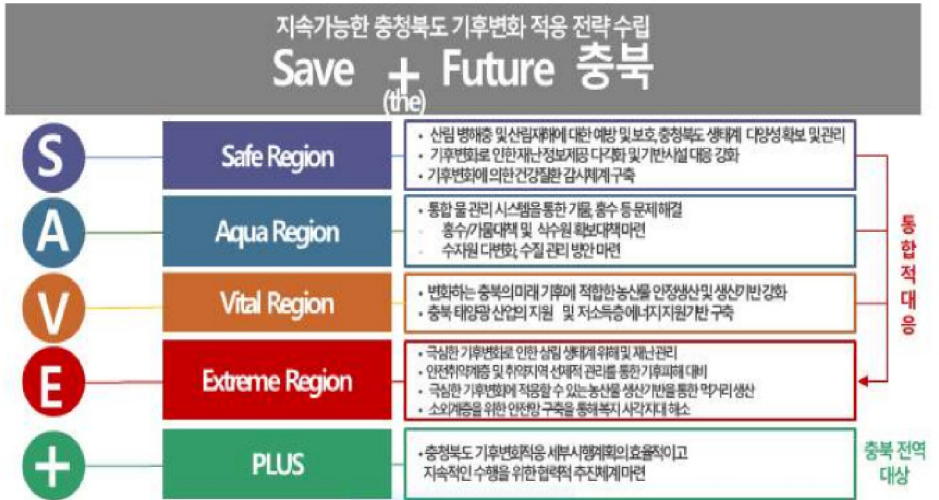 지속가능한 충청북도 기후변화 적응 전략 수립
Save + Future 충북
(the)
S
Safe Region
• 산림 병해충 및 산림재해에 대한 예방 및 보호, 충청북도 생태계 다양성 확보 및 관리
• 기후변화로 인한 재난 정보제공 다각화 및 기반시설 대응 강화
• 기후변화에 의한 건강질환 감시체계 구축
A
Aqua Region
• 통합 물 관리 시스템을 통한 가뭄, 홍수 등 문제 해결
- 홍수/가뭄대책 및 식수원 확보대책 마련
- 수자원 다변화, 수질 관리 방안 마련
V
Vital Region
• 변화하는 충북의 미래 기후에 적합한 농산물 안정생산 및 생산기반 강화
• 충북 태양광 산업의 지원 및 저소득층 에너지 지원기반 구축
E
Extreme Region
• 극심한 기후변화로 인한 삼림 생태계 위해 및 재난관리
• 안전취약계층 및 취약지역 선제적 관리를 통한 기후피해 대비
• 극심한 기후변화에 적응할 수 있는 농산물 생산기반을 통한 먹거리 생산
• 소외계층을 위한 안전망 구축을 통해 복지 사각지대 해소
통합적대응
+
PLUS
• 충청북도 기후변화적응 세부시행계획의 효율적이고
지속적인 수행을 위한 협력적 추진체계 마련
충북 전역
대상